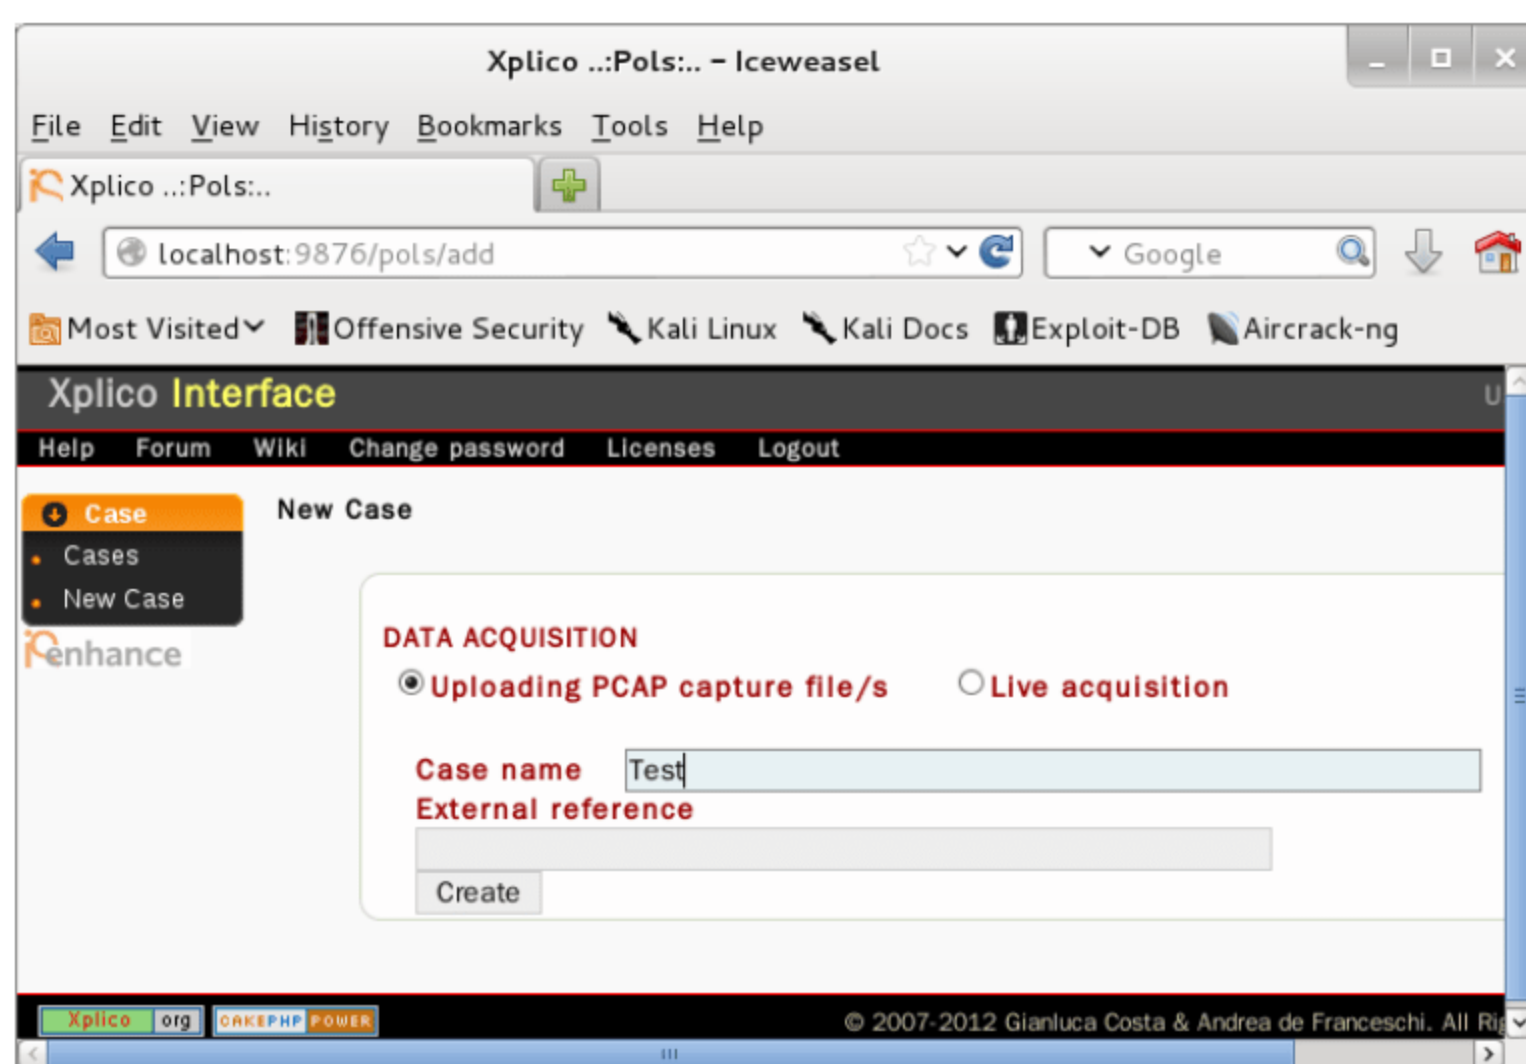 Xplico ..:Pols:.. – Iceweasel
File Edit View History Bookmarks Tools Help
Xplico ..:Pols:..
localhost:9876/pols/add Google
Most Visited Offensive Security Kali Linux Kali Docs Exploit-DB Aircrack-ng
Xplico Interface U
Help Forum Wiki Change password Licenses Logout
Case
Cases
New Case
enhance
New Case
DATA ACQUISITION
Uploading PCAP capture file/s Live acquisition
Case name Test
External reference
Create
Xplico org CAKEPHP POWER © 2007-2012 Gianluca Costa & Andrea de Franceschi. All Rig